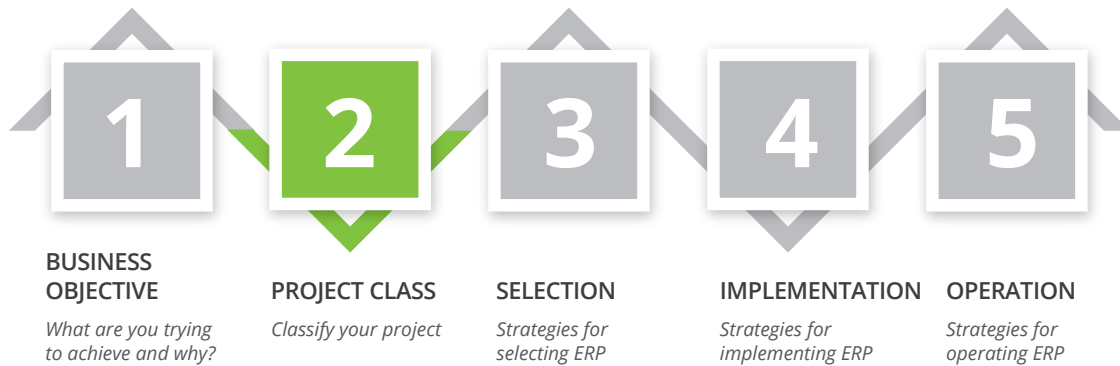 1
2
3
4
5
BUSINESS
OBJECTIVE
What are you trying
to achieve and why?
PROJECT CLASS
Classify your project
SELECTION
Strategies for
selecting ERP
IMPLEMENTATION
Strategies for
implementing ERP
OPERATION
Strategies for
operating ERP